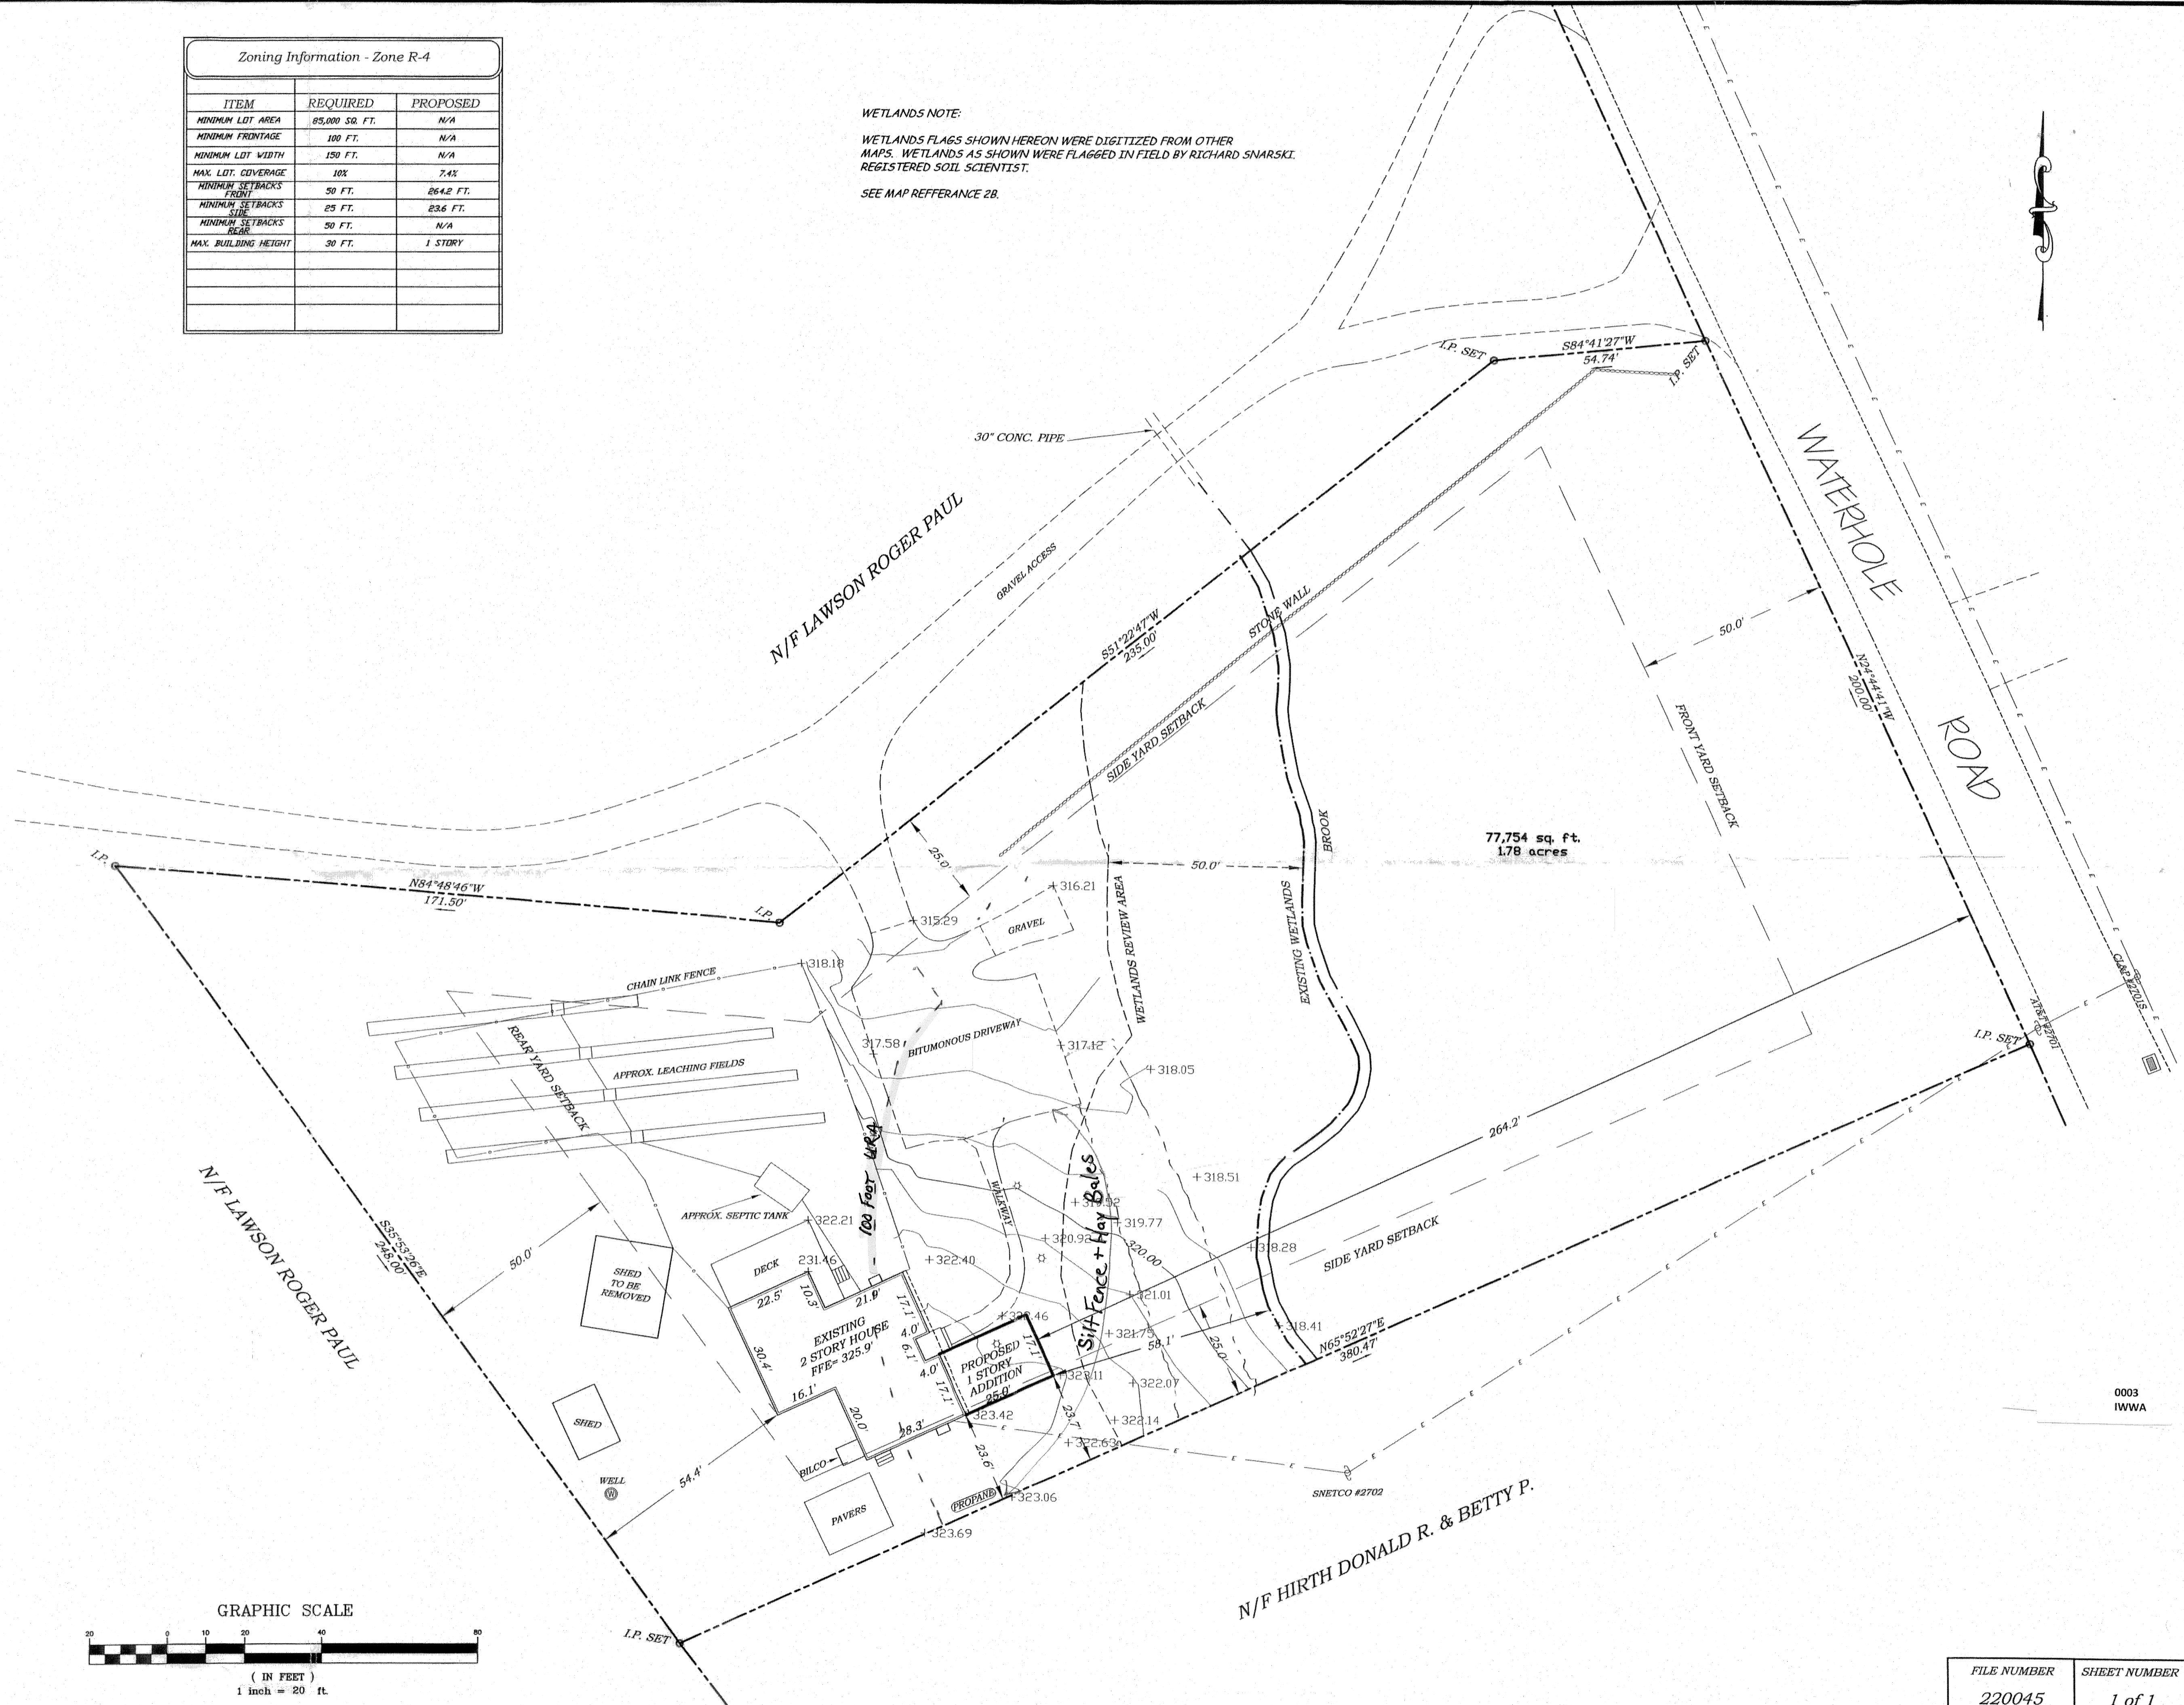 Zoning Information - Zone R-4
ITEM REQUIRED PROPOSED
MINIMUM LOT AREA 85,000 SQ. FT. N/A
MINIMUM FRONTAGE 100 FT. N/A
MINIMUM LOT WIDTH 150 FT. N/A
MAX. LOT. COVERAGE 10% 7.4%
MINIMUM SETBACKS FRONT 50 FT. 264.2 FT.
MINIMUM SETBACKS SIDE 25 FT. 23.6 FT.
MINIMUM SETBACKS REAR 50 FT. N/A
MAX. BUILDING HEIGHT 30 FT. 1 STORY
WETLANDS NOTE:
WETLANDS FLAGS SHOWN HEREON WERE DIGITIZED FROM OTHER
MAPS. WETLANDS AS SHOWN WERE FLAGGED IN FIELD BY RICHARD SNARSKI.
REGISTERED SOIL SCIENTIST.
SEE MAP REFFERANCE 2B.
I.P. SET
S84°41'27"W
54.74'
I.P. SET
30" CONC. PIPE
WATERHOLE
ROAD
N/F LAWSON ROGER PAUL
GRAVEL ACCESS
S51°22'47"W
235.00'
STONE WALL
SIDE YARD SETBACK
50.0'
N24°44'41"W
200.00'
FRONT YARD SETBACK
BROOK
77,754 sq. ft.
1.78 acres
I.P.
N84°48'46"W
171.50'
I.P.
25.0'
50.0'
316.21
315.29
GRAVEL
WETLANDS REVIEW AREA
EXISTING WETLANDS
318.18
CHAIN LINK FENCE
REAR YARD SETBACK
APPROX. LEACHING FIELDS
317.58
BITUMONOUS DRIVEWAY
317.12
318.05
CL&P #2701S
AT&T #2701
I.P. SET
264.2'
100 FOOT URA
WALKWAY
Silt Fence + Hay Bales
318.51
319.77
320.92
320.00
318.28
SIDE YARD SETBACK
N/F LAWSON ROGER PAUL
S35°53'26"E
248.00'
50.0'
APPROX. SEPTIC TANK
322.21
SHED
TO BE
REMOVED
DECK
231.46
322.40
22.5'
10.3'
21.9'
17.1'
EXISTING
2 STORY HOUSE
FFE= 325.9'
4.0'
6.1'
4.0'
17.1'
30.4'
16.1'
20.0'
28.3'
322.46
PROPOSED
1 STORY
ADDITION
25.0'
17.1'
321.01
321.75
58.1'
25.0'
318.41
N65°52'27"E
380.47'
323.11
322.07
323.42
322.14
23.7'
322.63
23.6'
SHED
WELL
W
54.4'
BILCO
PAVERS
PROPANE
323.06
323.69
SNETCO #2702
N/F HIRTH DONALD R. & BETTY P.
0003
IWWA
I.P. SET
GRAPHIC SCALE
20 0 10 20 40 80
( IN FEET )
1 inch = 20 ft.
FILE NUMBER SHEET NUMBER
220045 1 of 1